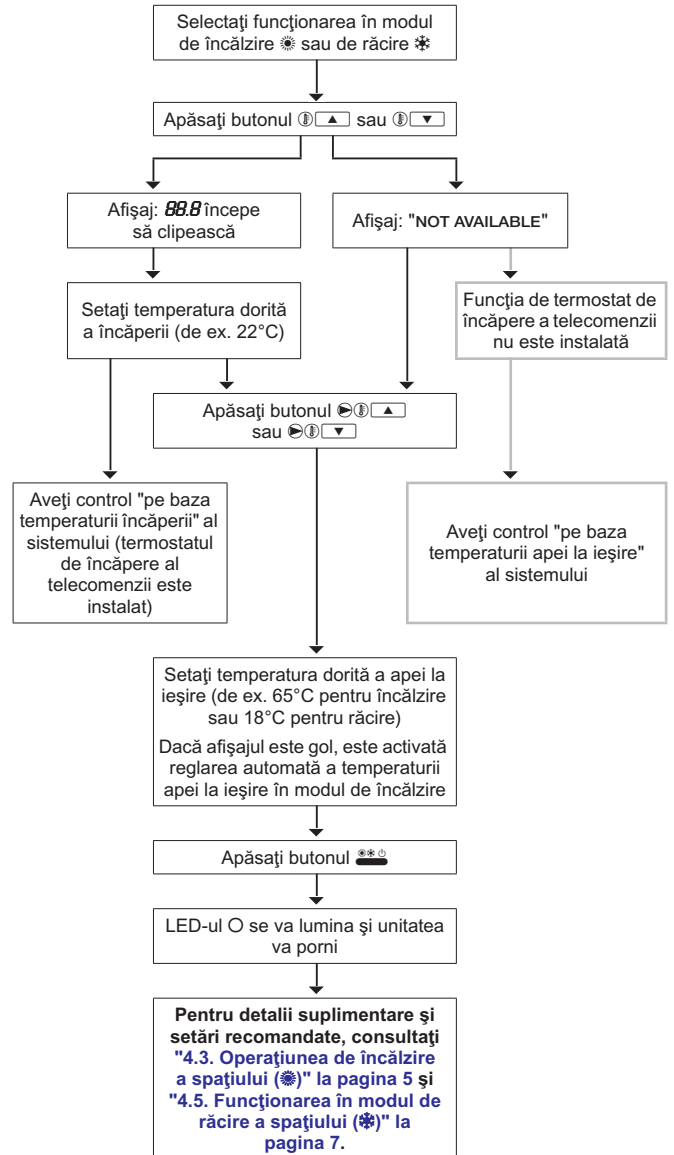 Selectaţi funcţionarea în modul
de încălzire ☀ sau de răcire ❄
Apăsaţi butonul ▲ sau ▼
Afişaj: 88.8 începe
să clipească
Afişaj: "NOT AVAILABLE"
Setaţi temperatura dorită
a încăperii (de ex. 22°C)
Funcţia de termostat de
încăpere a telecomenzii
nu este instalată
Apăsaţi butonul ▲
sau ▼
Aveţi control "pe baza
temperaturii încăperii" al
sistemului (termostatul
de încăpere al
telecomenzii este
instalat)
Aveţi control "pe baza
temperaturii apei la ieşire"
al sistemului
Setaţi temperatura dorită a apei la
ieşire (de ex. 65°C pentru încălzire
sau 18°C pentru răcire)
Dacă afişajul este gol, este activată
reglarea automată a temperaturii
apei la ieşire în modul de încălzire
Apăsaţi butonul
LED-ul O se va lumina şi unitatea
va porni
Pentru detalii suplimentare şi
setări recomandate, consultaţi
"4.3. Operaţiunea de încălzire
a spaţiului (☀)" la pagina 5 şi
"4.5. Funcţionarea în modul de
răcire a spaţiului (❄)" la
pagina 7.